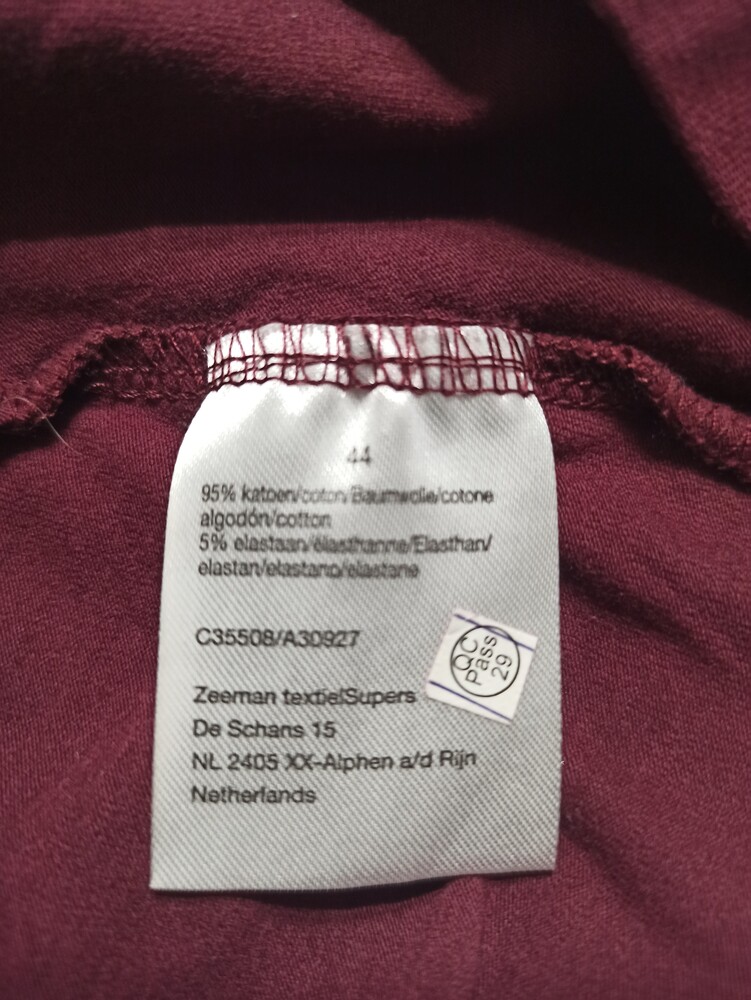 44
95% katoen/coton/Baumwolle/cotone
algodón/cotton
5% elastaan/élasthanne/Elasthan/
elastan/elastano/elastane
C35508/A30927
Zeeman textielSupers
De Schans 15
NL 2405 XX-Alphen a/d Rijn
Netherlands
QC
Pass
29